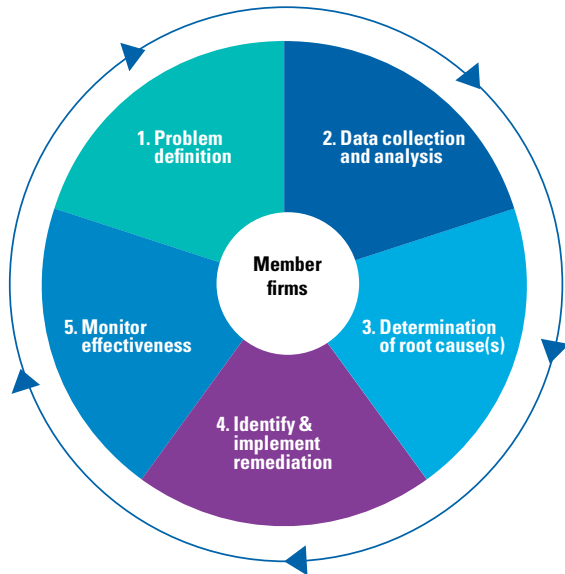 1. Problem
definition
2. Data collection
and analysis
Member
firms
5. Monitor
effectiveness
3. Determination
of root cause(s)
4. Identify &
implement
remediation